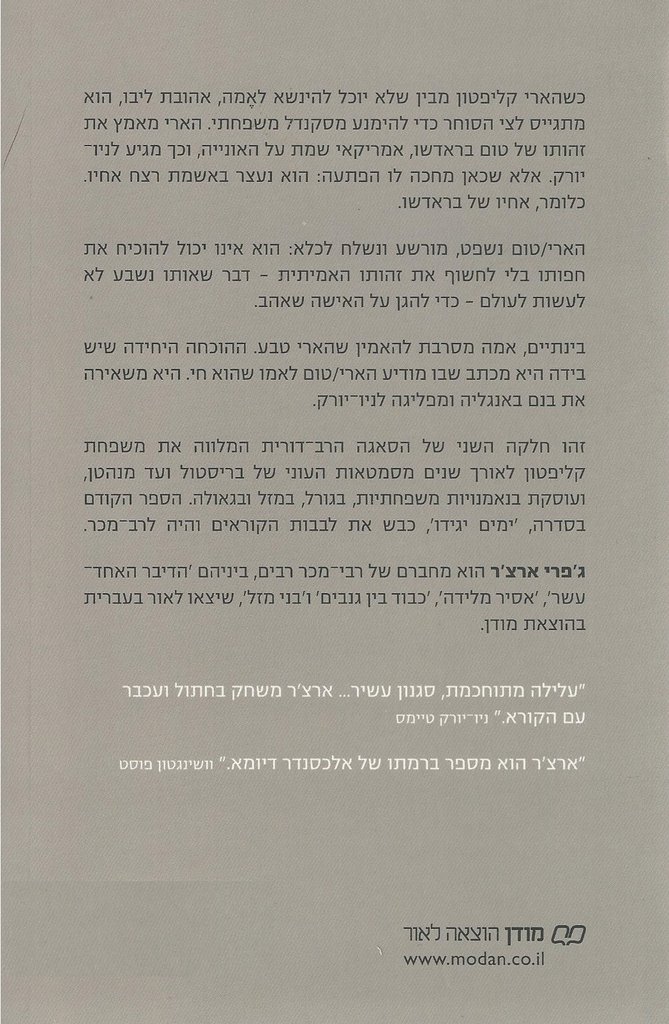 כשהארי קליפטון מבין שלא יוכל להינשא לאֶמה, אהובת ליבו, הוא
מתגייס לצי הסוחר כדי להימנע מסקנדל משפחתי. הארי מאמץ את
זהותו של טום בראדשו, אמריקאי שמת על האונייה, וכך מגיע לניו־
יורק. אלא שכאן מחכה לו הפתעה: הוא נעצר באשמת רצח אחיו.
כלומר, אחיו של בראדשו.
הארי/טום נשפט, מורשע ונשלח לכלא: הוא אינו יכול להוכיח את
חפותו בלי לחשוף את זהותו האמיתית – דבר שאותו נשבע לא
לעשות לעולם – כדי להגן על האישה שאהב.
בינתיים, אמה מסרבת להאמין שהארי טבע. ההוכחה היחידה שיש
בידה היא מכתב שבו מודיע הארי/טום לאמו שהוא חי. היא משאירה
את בנם באנגליה ומפליגה לניו־יורק.
זהו חלקה השני של הסאגה הרב־דורית המלווה את משפחת
קליפטון לאורך שנים מסמטאות העוני של בריסטול ועד מנהטן,
ועוסקת בנאמנויות משפחתיות, בגורל, במזל ובגאולה. הספר הקודם
בסדרה, 'ימים יגידו', כבש את לבבות הקוראים והיה לרב־מכר.
ג'פרי ארצ'ר הוא מחברם של רבי־מכר רבים, ביניהם 'הדיבר האחד־
עשר', 'אסיר מלידה', 'כבוד בין גנבים' ו'בני מזל', שיצאו לאור בעברית
בהוצאת מודן.
"עלילה מתוחכמת, סגנון עשיר... ארצ'ר משחק בחתול ועכבר
עם הקורא." ניו־יורק טיימס
"ארצ'ר הוא מספר ברמתו של אלכסנדר דיומא." וושינגטון פוסט
מודן הוצאה לאור
www.modan.co.il